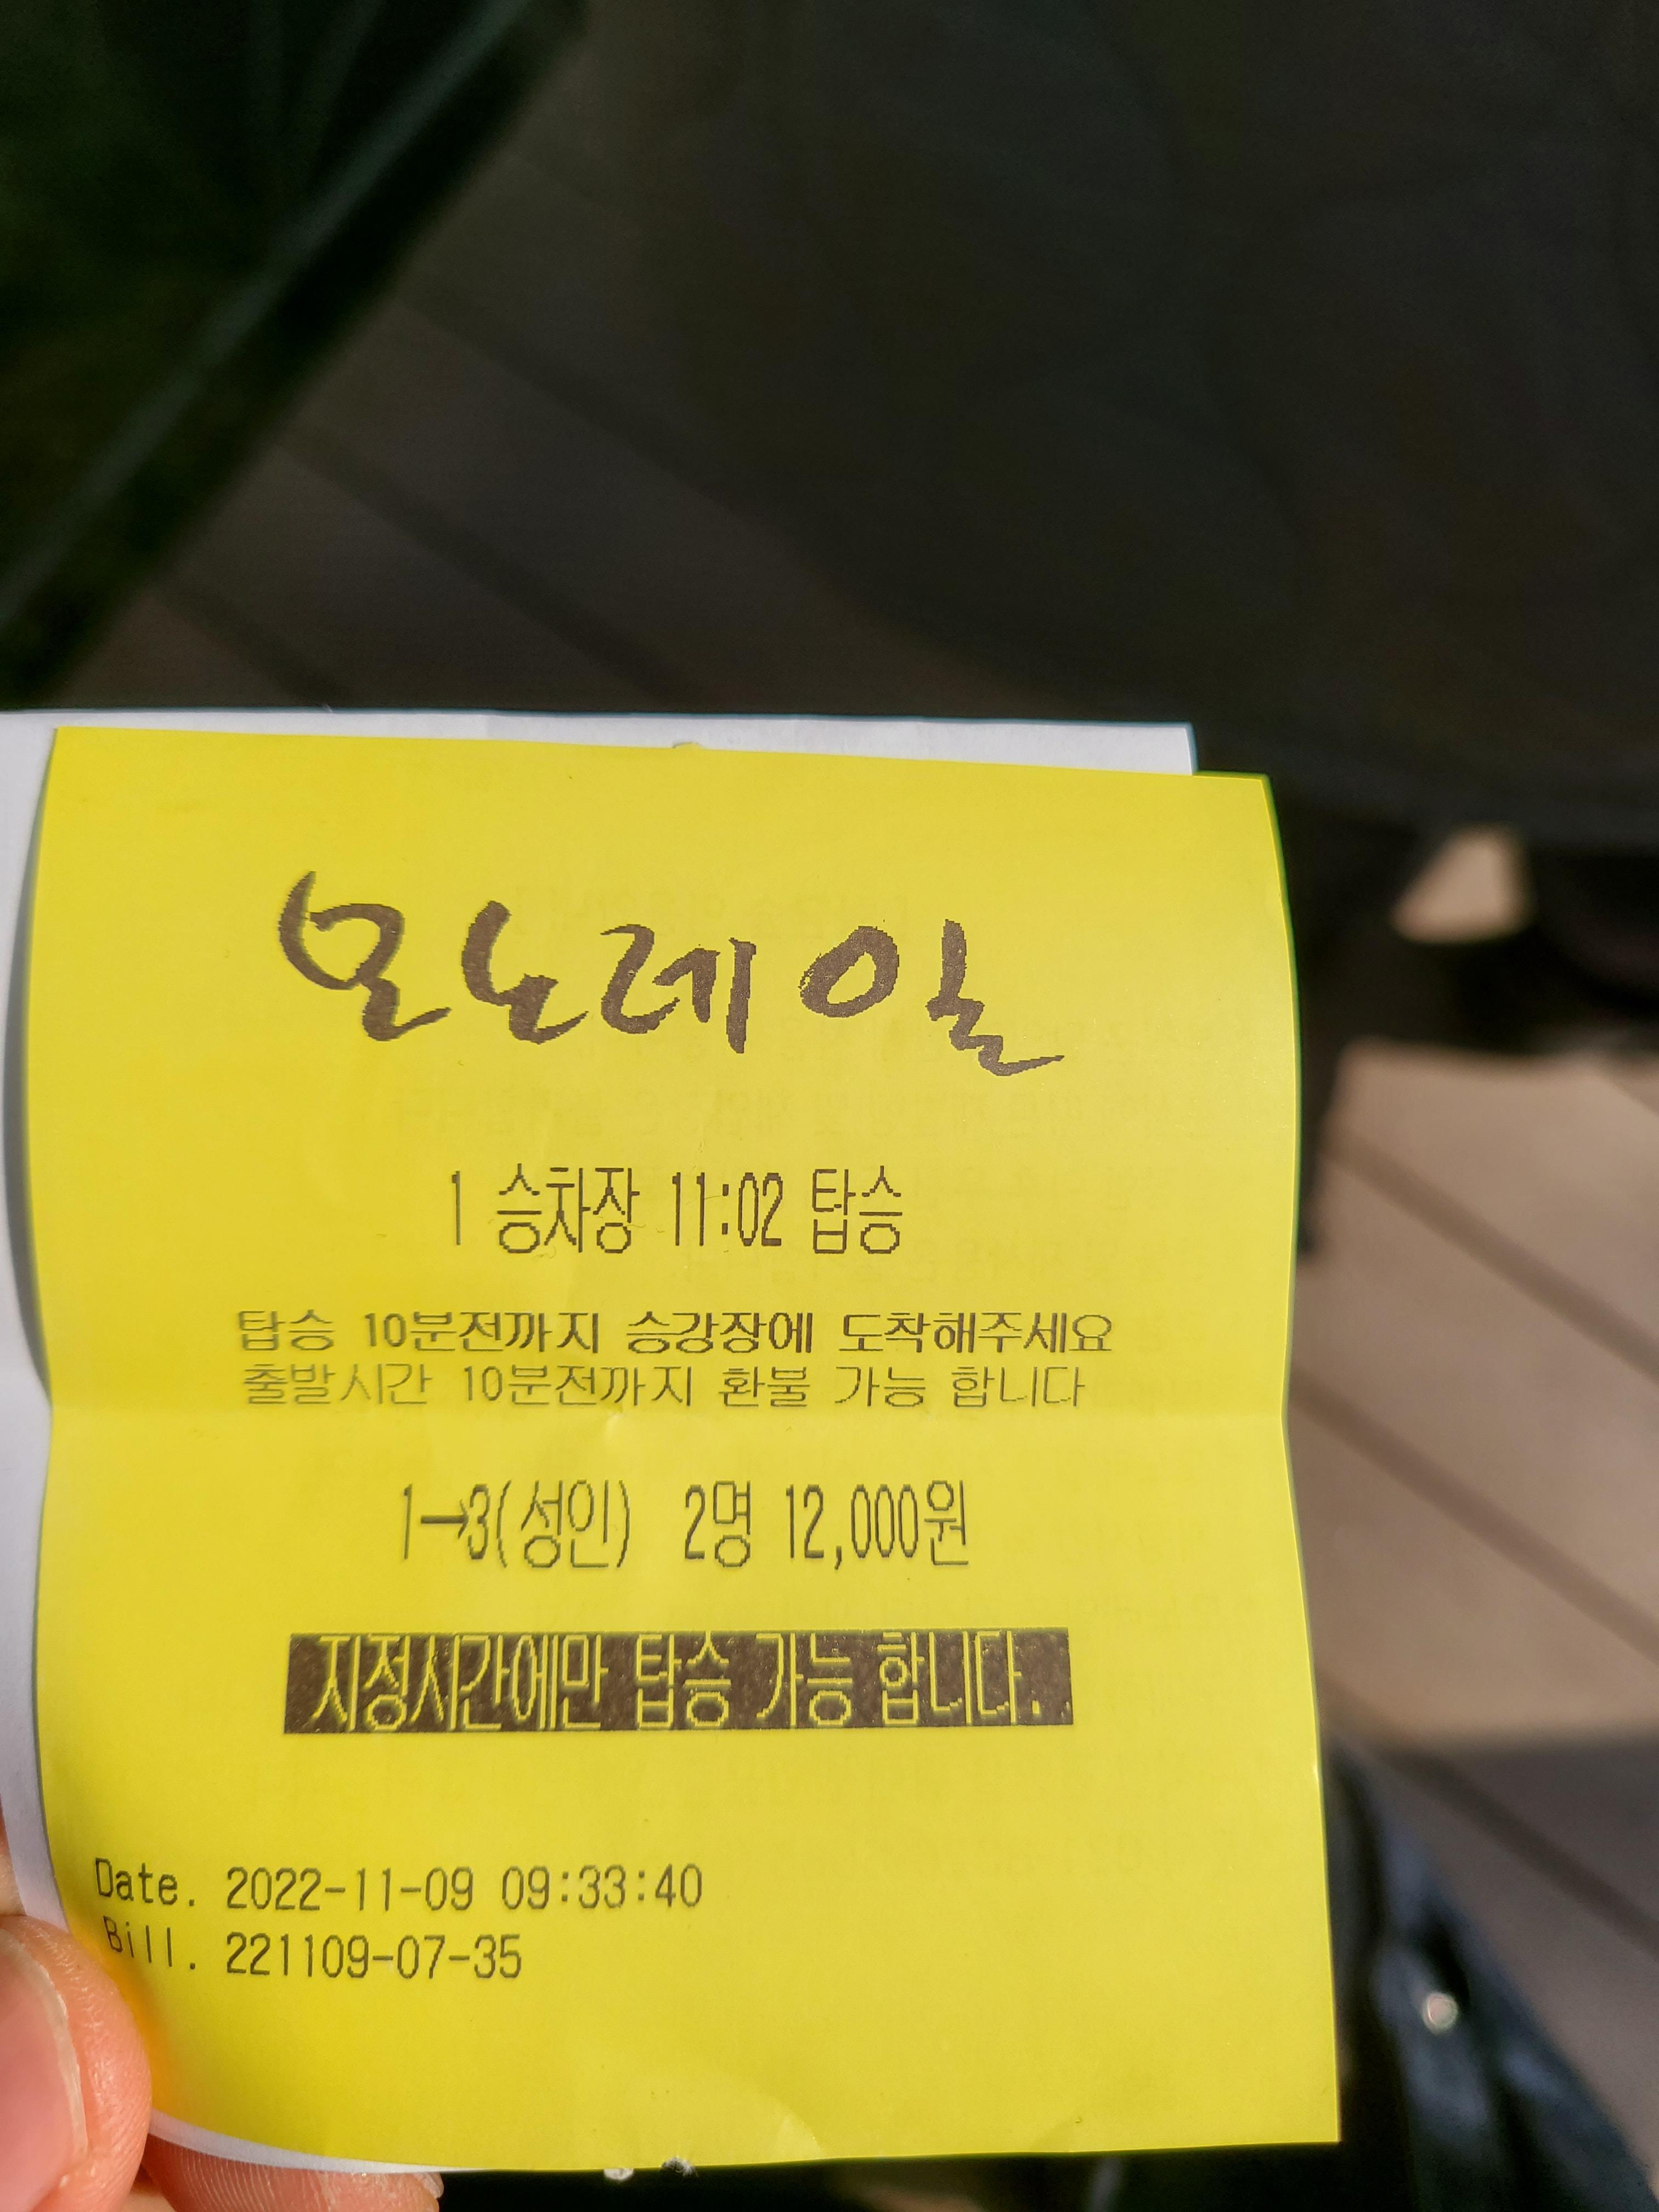 모노레일
1 승차장 11:02 탑승
탑승 10분전까지 승강장에 도착해주세요
출발시간 10분전까지 환불 가능 합니다
1→3(성인) 2명 12,000원
지정시간에만 탑승 가능 합니다.
Date. 2022-11-09 09:33:40
Bill. 221109-07-35